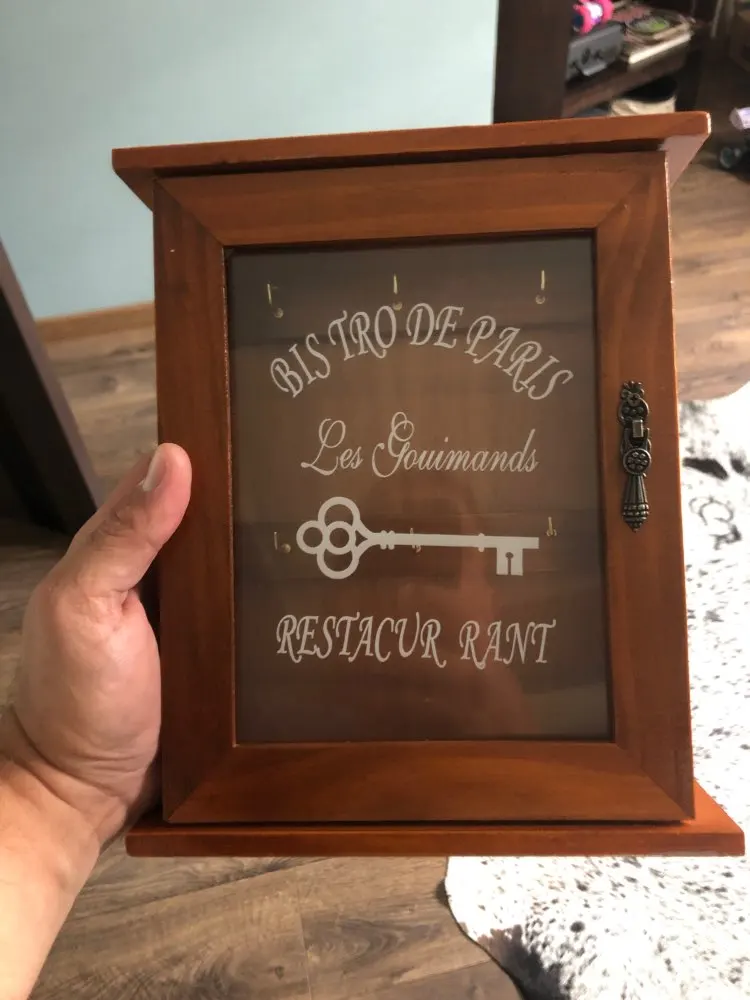 BIS TRO DE PARIS
Les Gouimands
RESTACUR RANT